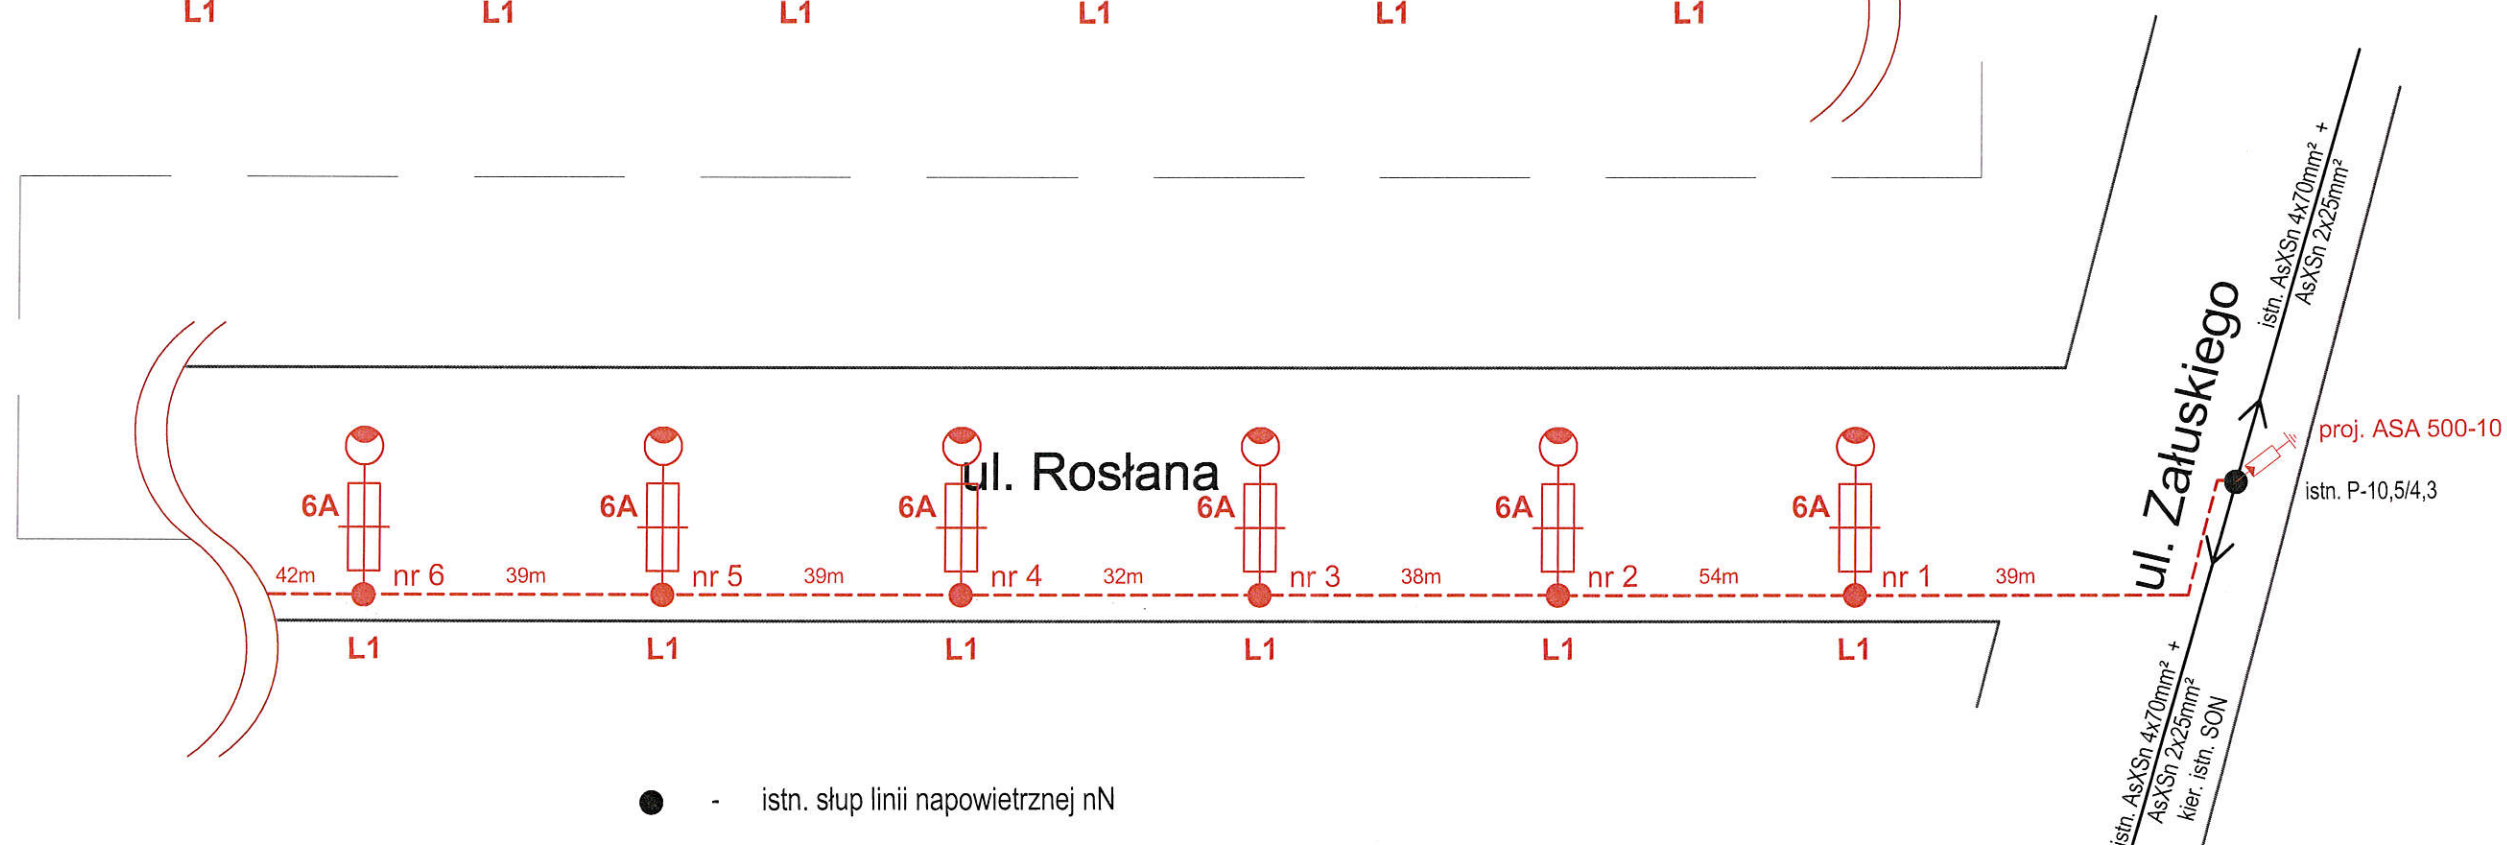 L1 L1 L1 L1 L1 L1
istn. AsXSn 4x70mm² +
AsXSn 2x25mm²
ul. Załuskiego
proj. ASA 500-10
istn. P-10,5/4,3
ul. Rosłana
6A 6A 6A 6A 6A 6A
42m nr 6 39m nr 5 39m nr 4 32m nr 3 38m nr 2 54m nr 1 39m
L1 L1 L1 L1 L1 L1
istn. AsXSn 4x70mm² +
AsXSn 2x25mm²
kier. istn. SON
- istn. słup linii napowietrznej nN